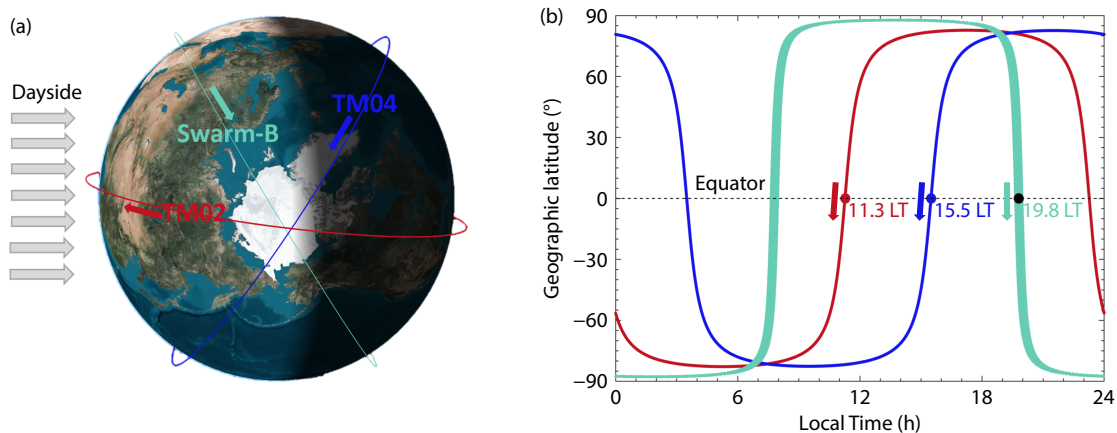 (a)
Dayside
TM04
Swarm-B
TM02
(b)
Geographic latitude (°)
90
60
30
0
−30
−60
−90
Equator
11.3 LT
15.5 LT
19.8 LT
0
6
12
18
24
Local Time (h)